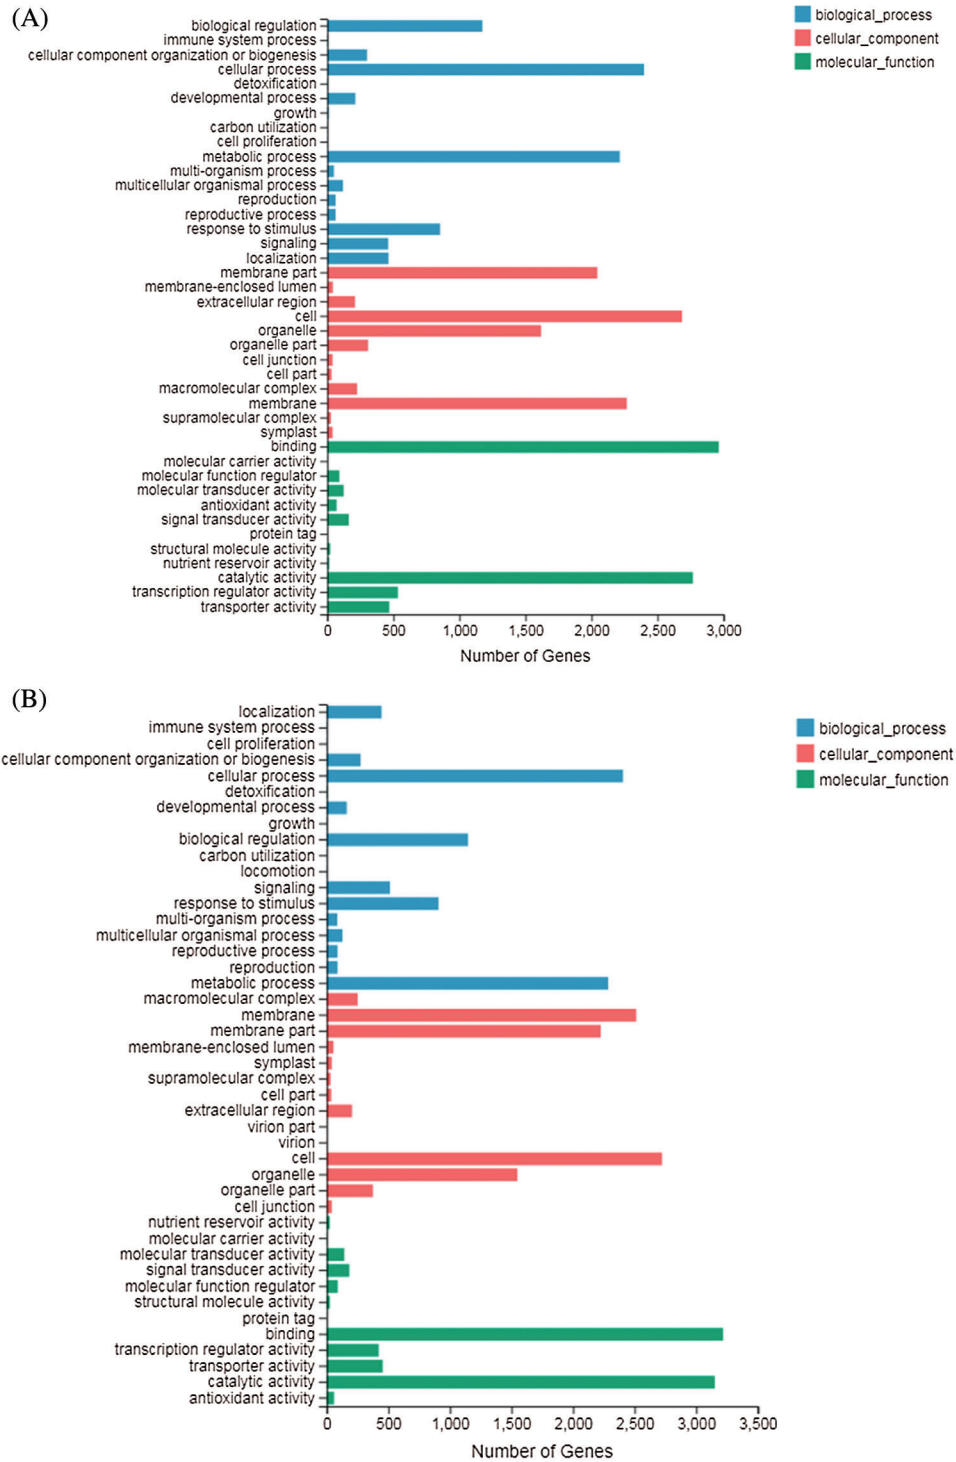 (A)
biological regulation
immune system process
cellular component organization or biogenesis
cellular process
detoxification
developmental process
growth
carbon utilization
cell proliferation
metabolic process
multi-organism process
multicellular organismal process
reproduction
reproductive process
response to stimulus
signaling
localization
membrane part
membrane-enclosed lumen
extracellular region
cell
organelle
organelle part
cell junction
cell part
macromolecular complex
membrane
supramolecular complex
symplast
binding
molecular carrier activity
molecular function regulator
molecular transducer activity
antioxidant activity
signal transducer activity
protein tag
structural molecule activity
nutrient reservoir activity
catalytic activity
transcription regulator activity
transporter activity
0 500 1,000 1,500 2,000 2,500 3,000
Number of Genes
biological_process
cellular_component
molecular_function
(B)
localization
immune system process
cell proliferation
cellular component organization or biogenesis
cellular process
detoxification
developmental process
growth
biological regulation
carbon utilization
locomotion
signaling
response to stimulus
multi-organism process
multicellular organismal process
reproductive process
reproduction
metabolic process
macromolecular complex
membrane
membrane part
membrane-enclosed lumen
symplast
supramolecular complex
cell part
extracellular region
virion part
virion
cell
organelle
organelle part
cell junction
nutrient reservoir activity
molecular carrier activity
molecular transducer activity
signal transducer activity
molecular function regulator
structural molecule activity
protein tag
binding
transcription regulator activity
transporter activity
catalytic activity
antioxidant activity
0 500 1,000 1,500 2,000 2,500 3,000 3,500
Number of Genes
biological_process
cellular_component
molecular_function